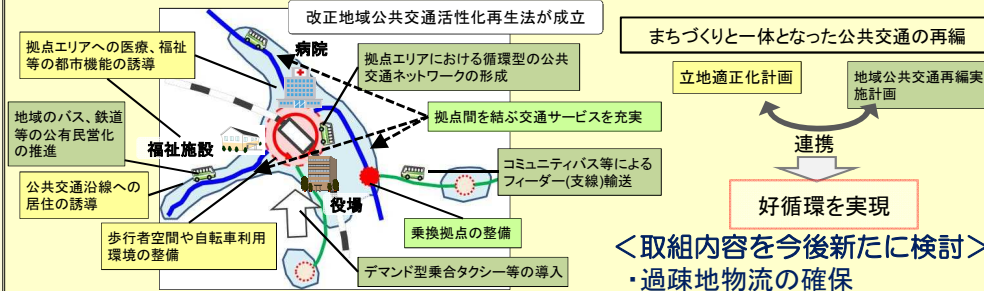 改正地域公共交通活性化再生法が成立
拠点エリアへの医療、福祉
等の都市機能の誘導
病院
拠点エリアにおける循環型の公共
交通ネットワークの形成
地域のバス、鉄道
等の公有民営化
の推進
福祉施設
拠点間を結ぶ交通サービスを充実
公共交通沿線への
居住の誘導
役場
コミュニティバス等による
フィーダー(支線)輸送
歩行者空間や自転車利用
環境の整備
乗換拠点の整備
デマンド型乗合タクシー等の導入
まちづくりと一体となった公共交通の再編
立地適正化計画
地域公共交通再編実
施計画
連携
好循環を実現
<取組内容を今後新たに検討>
・過疎地物流の確保